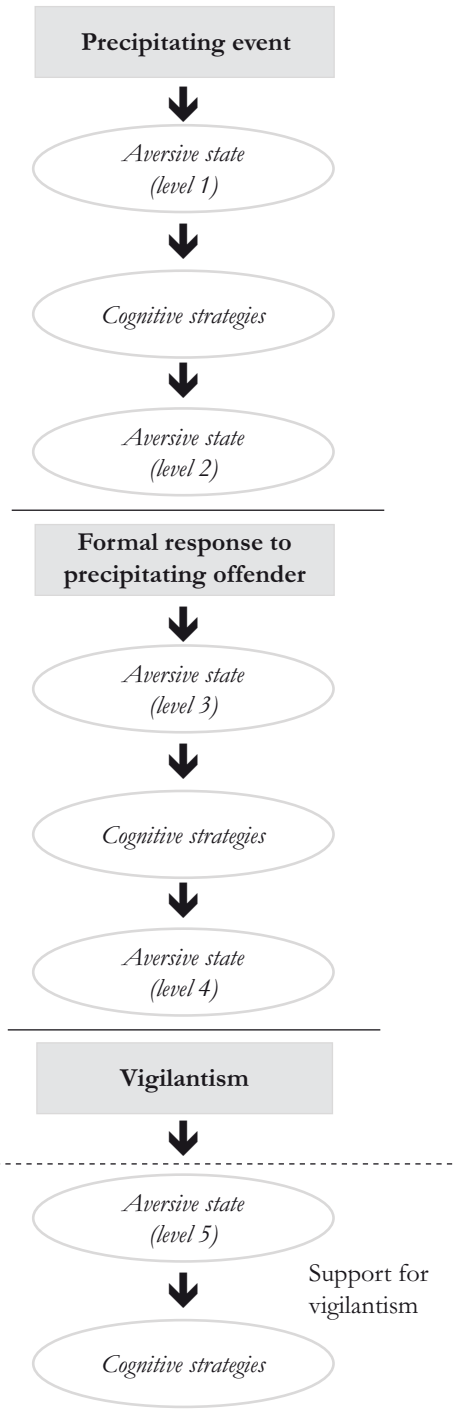 Precipitating event
Aversive state
(level 1)
Cognitive strategies
Aversive state
(level 2)
Formal response to
precipitating offender
Aversive state
(level 3)
Cognitive strategies
Aversive state
(level 4)
Vigilantism
Aversive state
(level 5)
Support for
vigilantism
Cognitive strategies